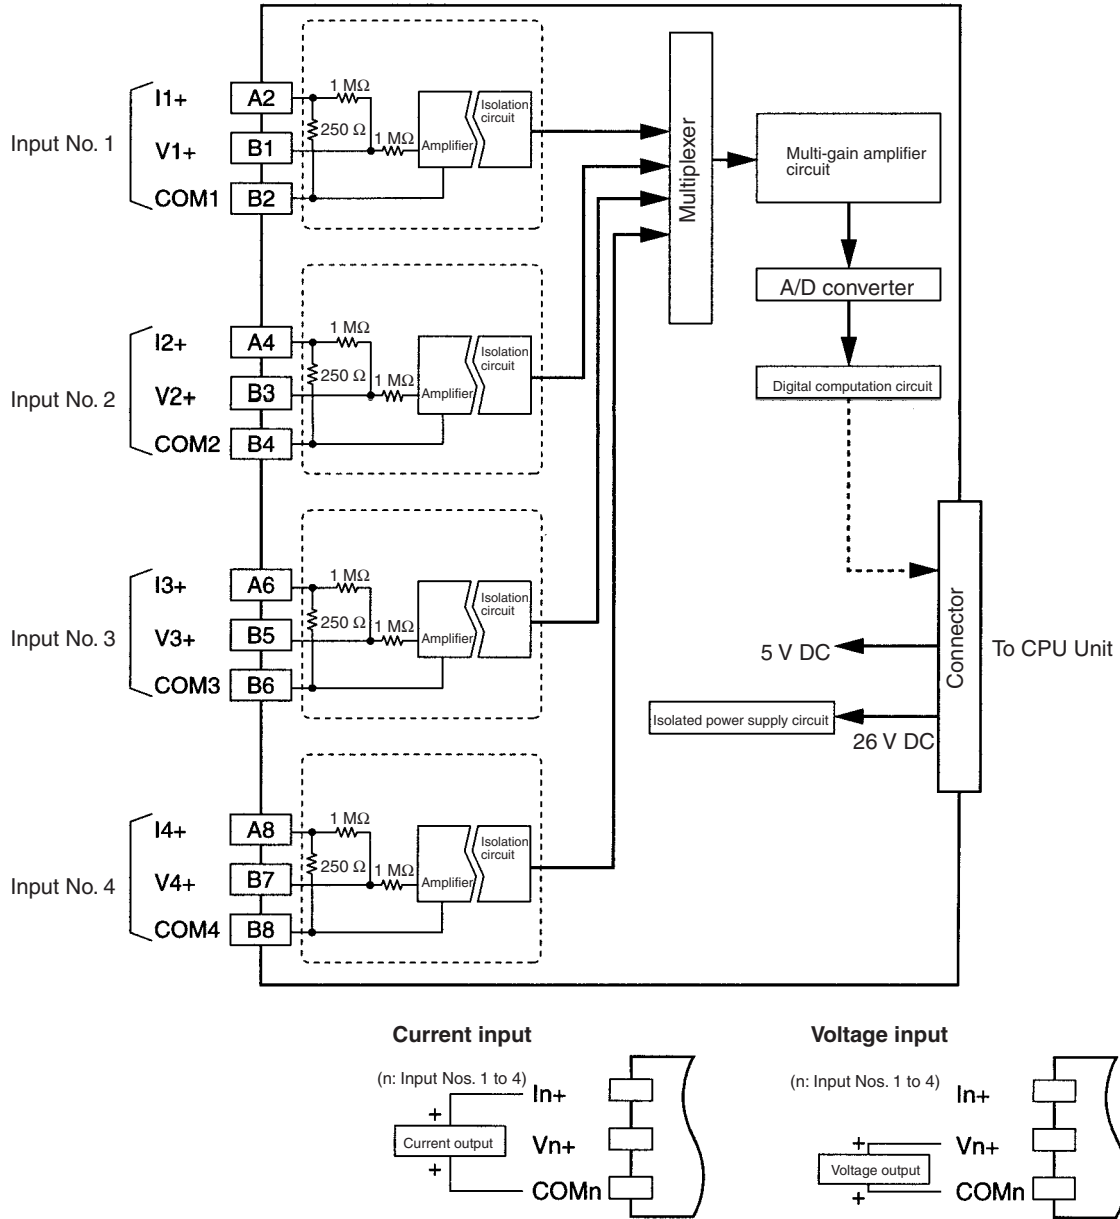 Input No. 1
I1+
V1+
COM1
A2
B1
B2
1 MΩ
250 Ω
1 MΩ
Amplifier
Isolation
circuit
Input No. 2
I2+
V2+
COM2
A4
B3
B4
1 MΩ
250 Ω
1 MΩ
Amplifier
Isolation
circuit
Input No. 3
I3+
V3+
COM3
A6
B5
B6
1 MΩ
250 Ω
1 MΩ
Amplifier
Isolation
circuit
Input No. 4
I4+
V4+
COM4
A8
B7
B8
1 MΩ
250 Ω
1 MΩ
Amplifier
Isolation
circuit
Multiplexer
Multi-gain amplifier
circuit
A/D converter
Digital computation circuit
Connector
To CPU Unit
5 V DC
Isolated power supply circuit
26 V DC
Current input
(n: Input Nos. 1 to 4)
In+
+
Current output
Vn+
+
COMn
Voltage input
(n: Input Nos. 1 to 4)
In+
+
Vn+
Voltage output
+
COMn